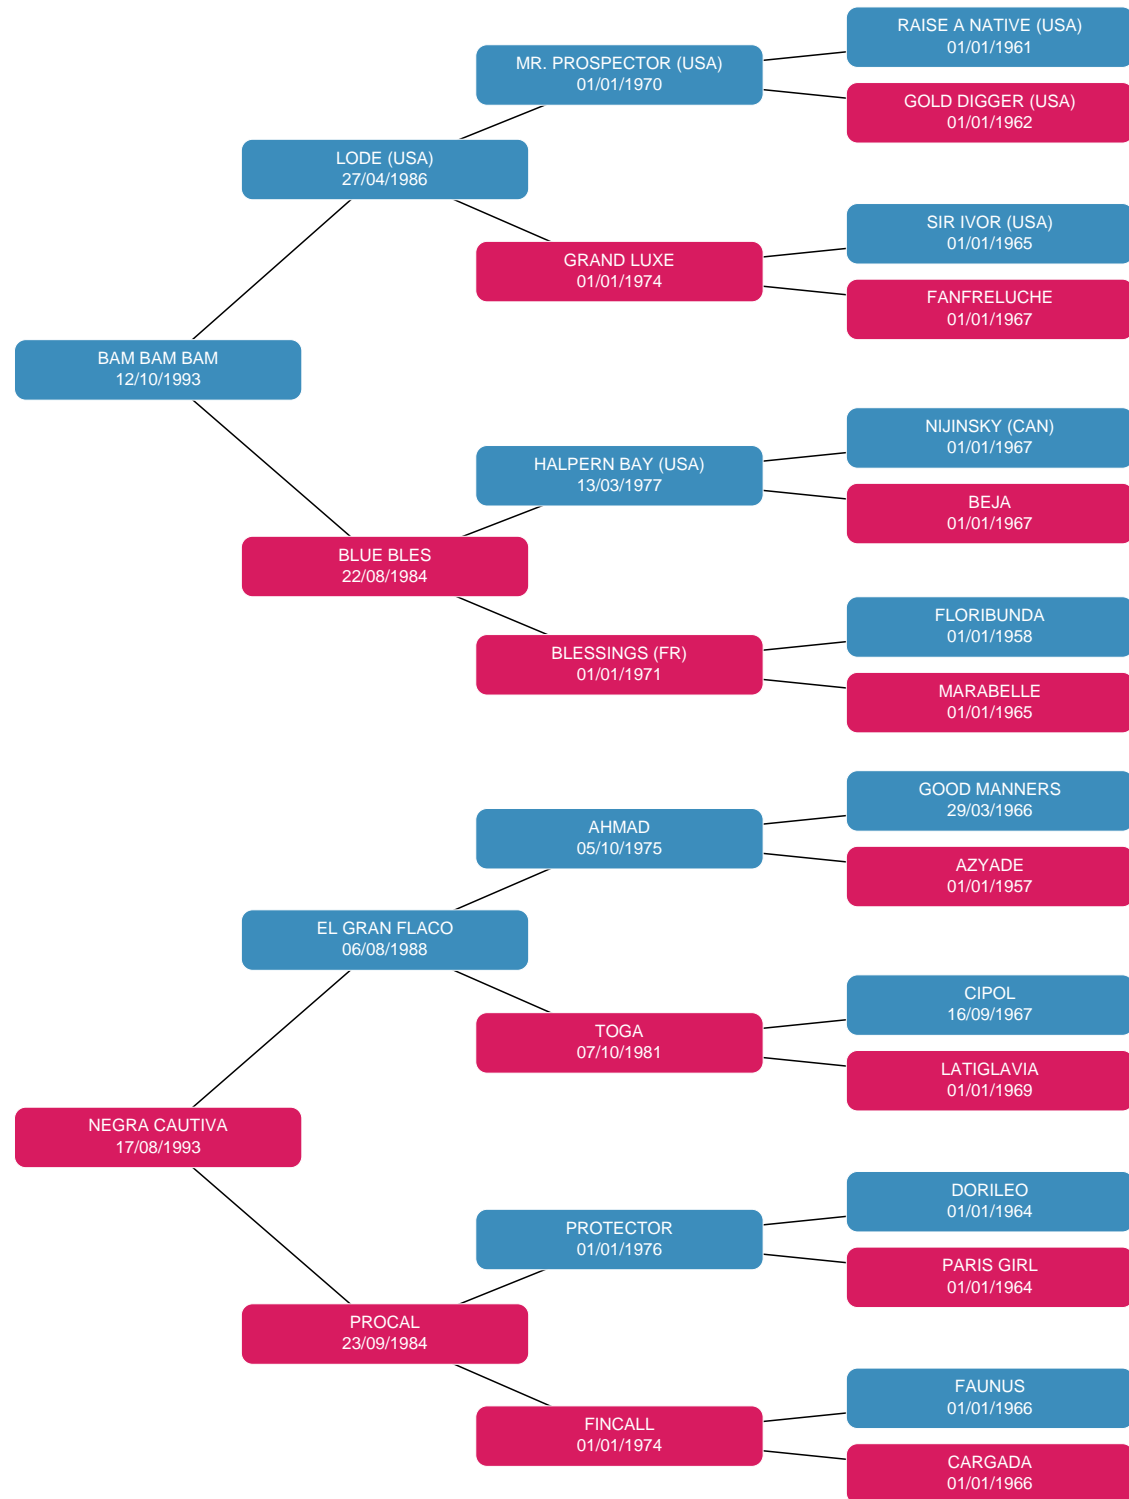 RAISE A NATIVE (USA)
01/01/1961
MR. PROSPECTOR (USA)
01/01/1970
GOLD DIGGER (USA)
01/01/1962
LODE (USA)
27/04/1986
SIR IVOR (USA)
01/01/1965
GRAND LUXE
01/01/1974
FANFRELUCHE
01/01/1967
BAM BAM BAM
12/10/1993
NIJINSKY (CAN)
01/01/1967
HALPERN BAY (USA)
13/03/1977
BEJA
01/01/1967
BLUE BLES
22/08/1984
FLORIBUNDA
01/01/1958
BLESSINGS (FR)
01/01/1971
MARABELLE
01/01/1965
GOOD MANNERS
29/03/1966
AHMAD
05/10/1975
AZYADE
01/01/1957
EL GRAN FLACO
06/08/1988
CIPOL
16/09/1967
TOGA
07/10/1981
LATIGLAVIA
01/01/1969
NEGRA CAUTIVA
17/08/1993
DORILEO
01/01/1964
PROTECTOR
01/01/1976
PARIS GIRL
01/01/1964
PROCAL
23/09/1984
FAUNUS
01/01/1966
FINCALL
01/01/1974
CARGADA
01/01/1966